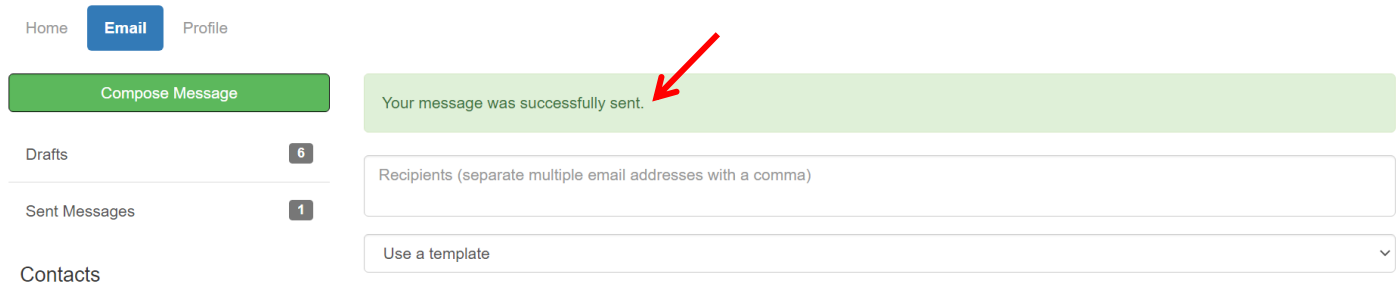 Home Email Profile
Compose Message
Your message was successfully sent.
Drafts 6
Recipients (separate multiple email addresses with a comma)
Sent Messages 1
Use a template
Contacts